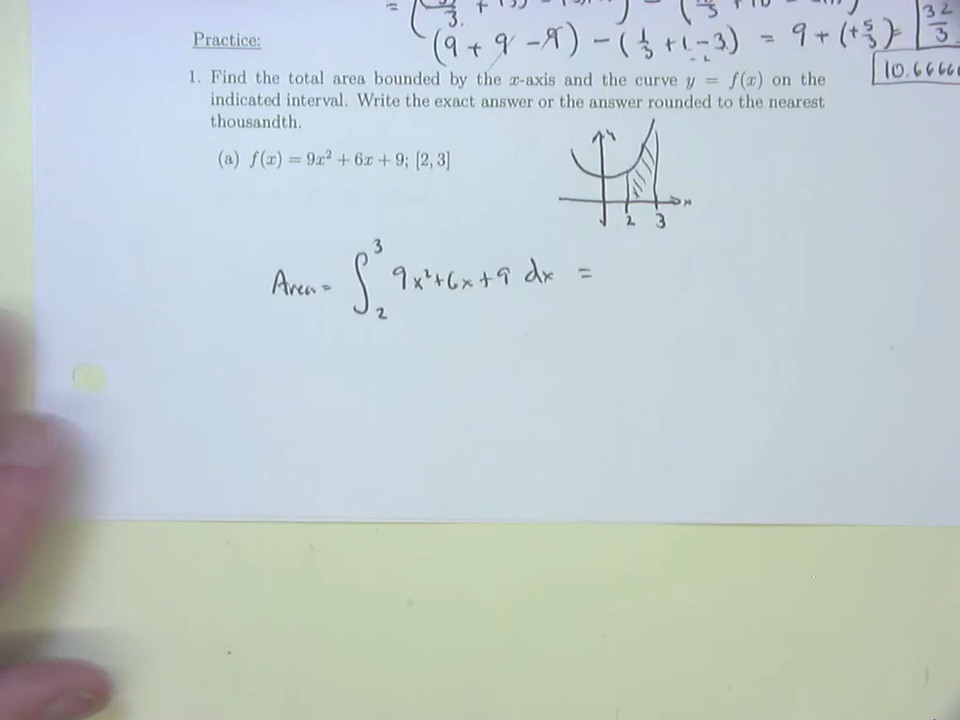 (9 + 9 - 9) - (1/3 + 1 - 3) = 9 + (+5/3) = 32/3
Practice:
10.6666
1. Find the total area bounded by the x-axis and the curve y = f(x) on the
indicated interval. Write the exact answer or the answer rounded to the nearest
thousandth.
(a) f(x) = 9x² + 6x + 9; [2, 3]
x
2 3
Area = ∫₂³ 9x² + 6x + 9 dx =